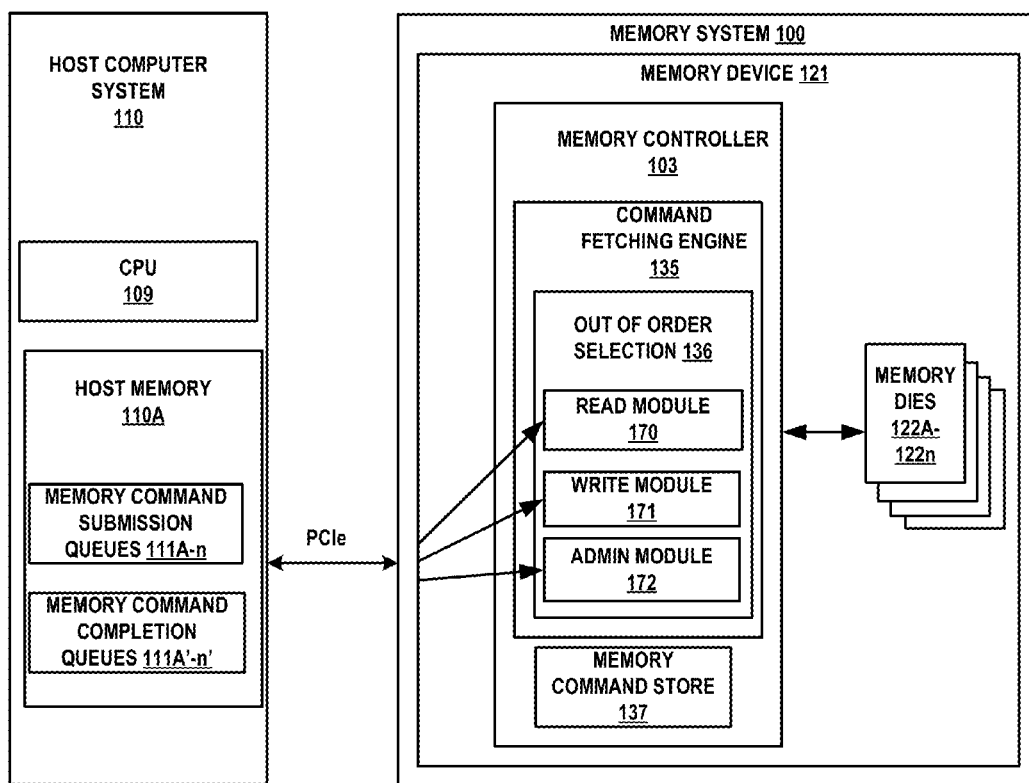 HOST COMPUTER
SYSTEM
110
CPU
109
HOST MEMORY
110A
MEMORY COMMAND
SUBMISSION
QUEUES 111A-n
MEMORY COMMAND
COMPLETION
QUEUES 111A'-n'
PCIe
MEMORY SYSTEM 100
MEMORY DEVICE 121
MEMORY CONTROLLER
103
COMMAND
FETCHING ENGINE
135
OUT OF ORDER
SELECTION 136
READ MODULE
170
WRITE MODULE
171
ADMIN MODULE
172
MEMORY
COMMAND STORE
137
MEMORY
DIES
122A-
122n